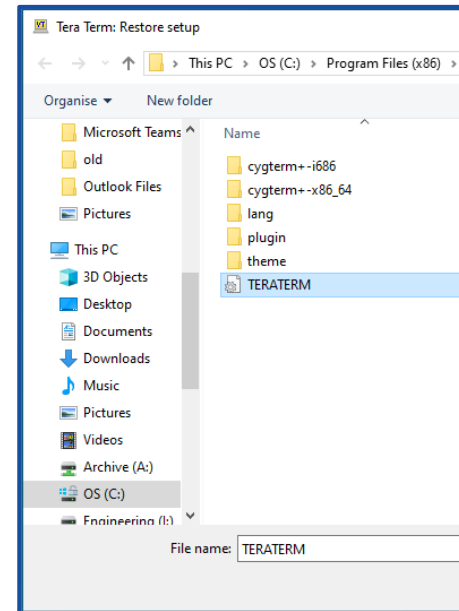 Tera Term: Restore setup
This PC > OS (C:) > Program Files (x86) >
Organise New folder
Microsoft Teams
old
Outlook Files
Pictures
This PC
3D Objects
Desktop
Documents
Downloads
Music
Pictures
Videos
Archive (A:)
OS (C:)
Engineering (I:)
Name
cygterm+-i686
cygterm+-x86_64
lang
plugin
theme
TERATERM
File name: TERATERM